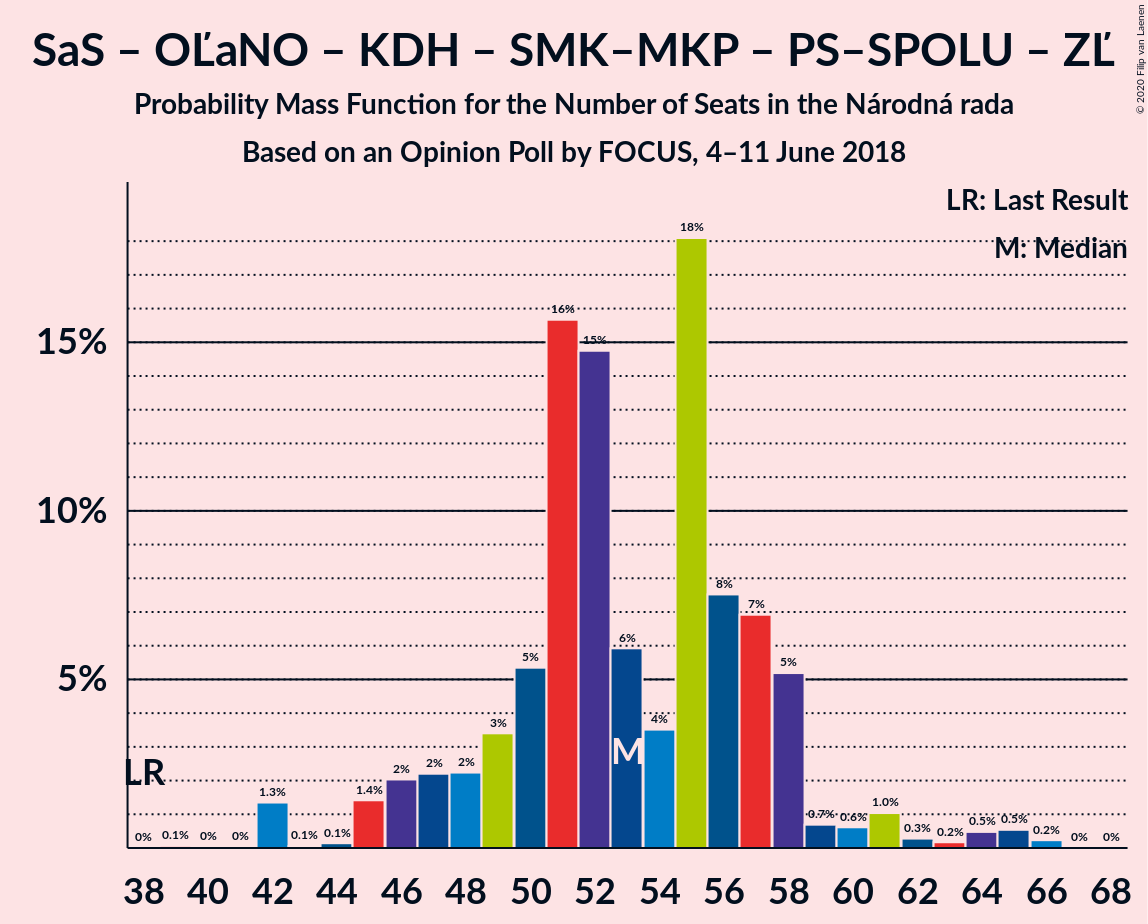 SaS – OĽaNO – KDH – SMK–MKP – PS–SPOLU – ZĽ
Probability Mass Function for the Number of Seats in the Národná rada
Based on an Opinion Poll by FOCUS, 4–11 June 2018
© 2020 Filip van Laenen
LR: Last Result
M: Median
15%
10%
5%
LR
M
0% 0.1% 0% 0% 1.3% 0.1% 0.1% 1.4% 2% 2% 2% 3% 5% 16% 15% 6% 4% 18% 8% 7% 5% 0.7% 0.6% 1.0% 0.3% 0.2% 0.5% 0.5% 0.2% 0% 0%
38 40 42 44 46 48 50 52 54 56 58 60 62 64 66 68